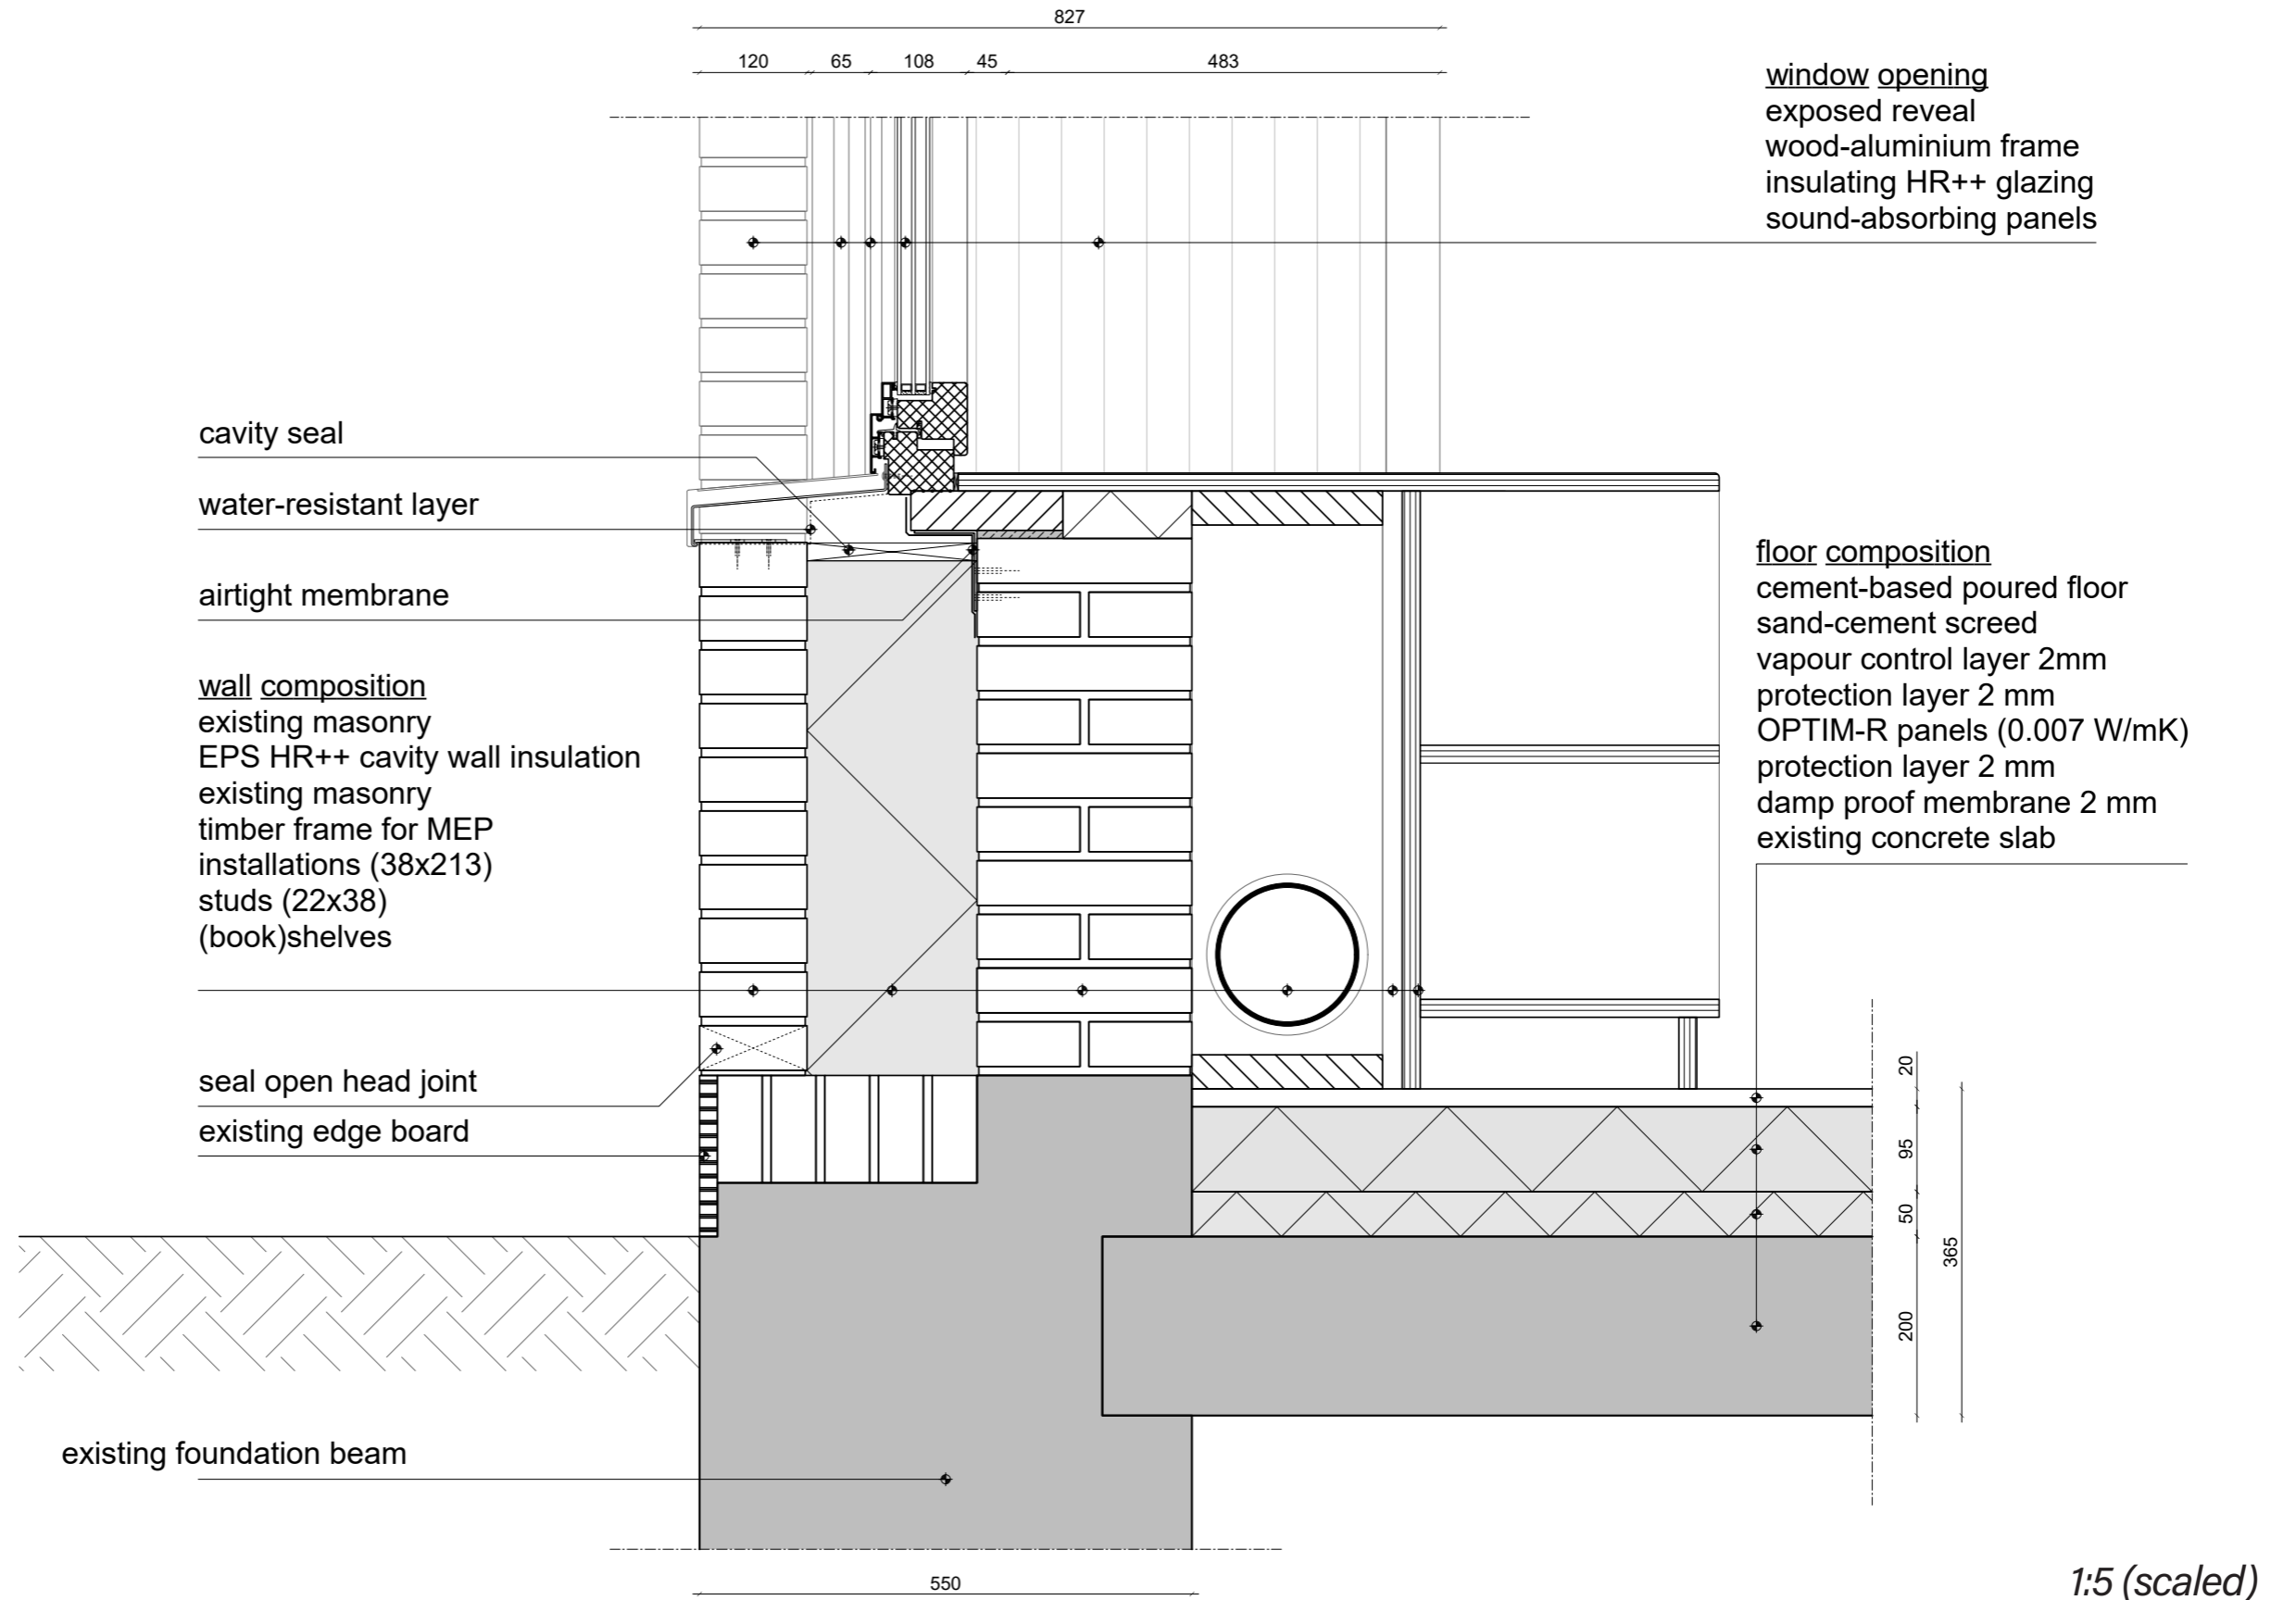 827
120 65 108 45 483
window opening
exposed reveal
wood-aluminium frame
insulating HR++ glazing
sound-absorbing panels
cavity seal
water-resistant layer
airtight membrane
wall composition
existing masonry
EPS HR++ cavity wall insulation
existing masonry
timber frame for MEP
installations (38x213)
studs (22x38)
(book)shelves
seal open head joint
existing edge board
existing foundation beam
floor composition
cement-based poured floor
sand-cement screed
vapour control layer 2mm
protection layer 2 mm
OPTIM-R panels (0.007 W/mK)
protection layer 2 mm
damp proof membrane 2 mm
existing concrete slab
20
95
50
200
365
550
1:5 (scaled)